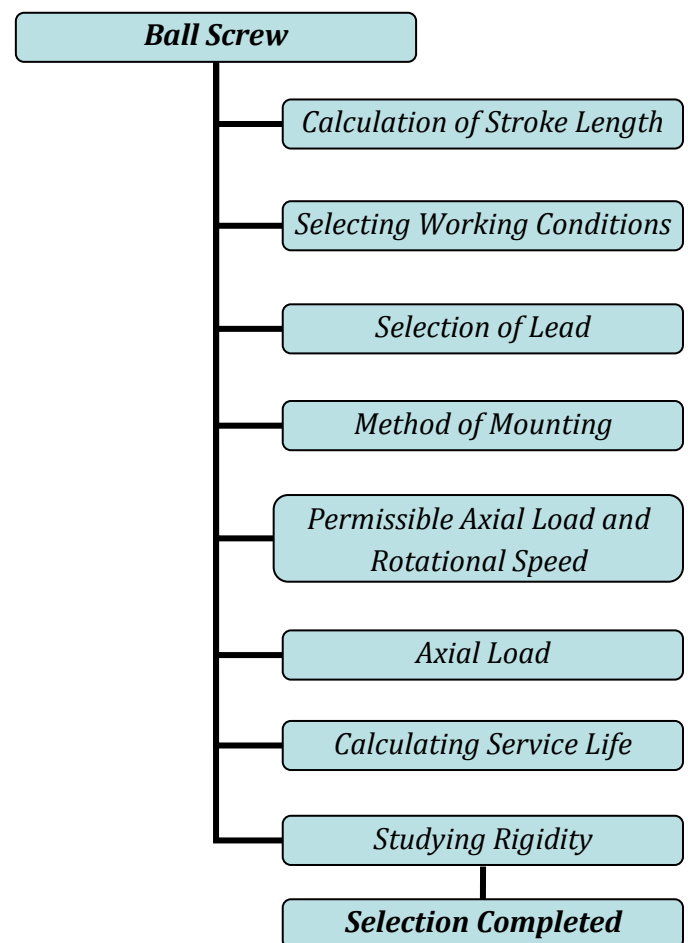 Ball Screw
Calculation of Stroke Length
Selecting Working Conditions
Selection of Lead
Method of Mounting
Permissible Axial Load and
Rotational Speed
Axial Load
Calculating Service Life
Studying Rigidity
Selection Completed